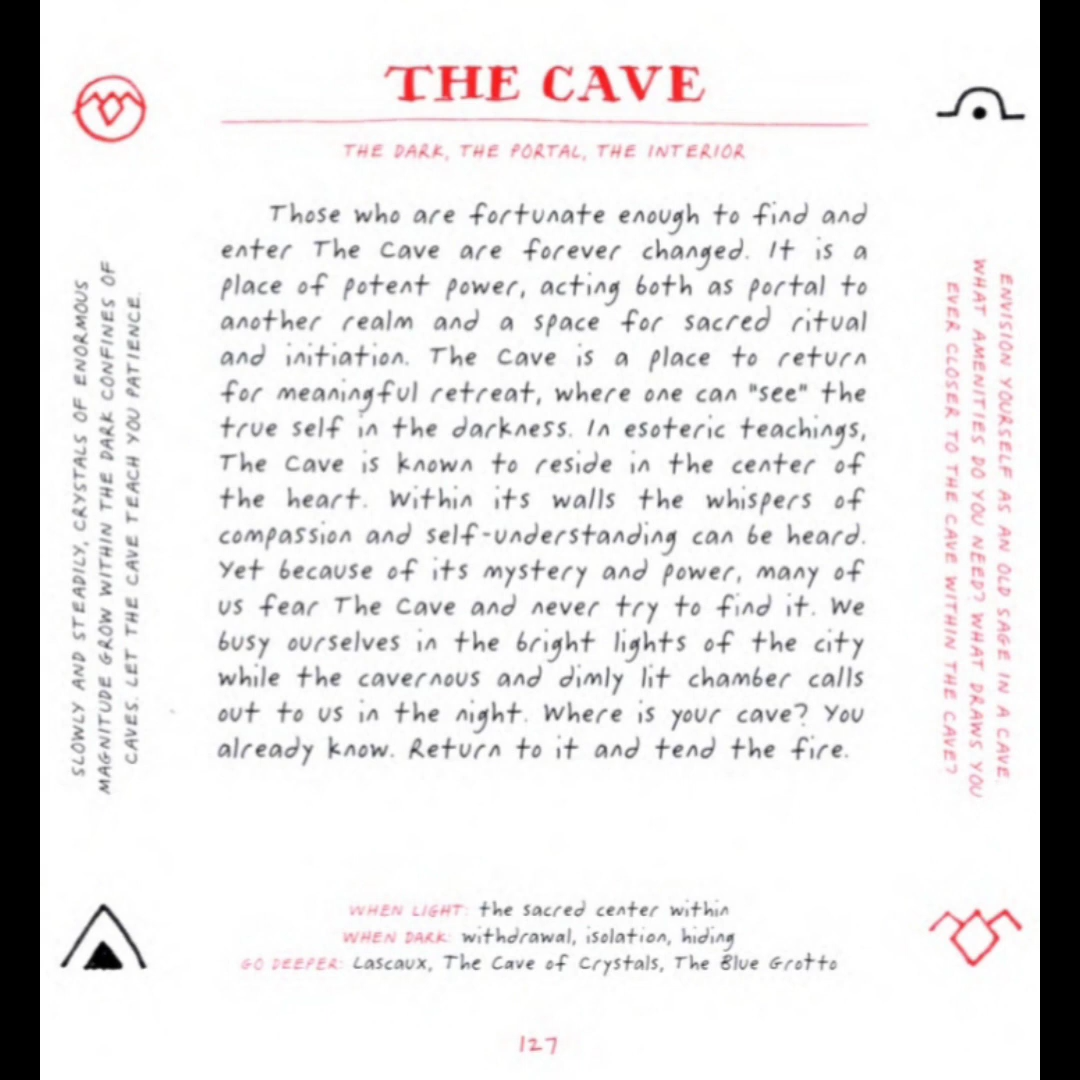 THE CAVE
THE DARK, THE PORTAL, THE INTERIOR
Those who are fortunate enough to find and
enter The Cave are forever changed. It is a
place of potent power, acting both as portal to
another realm and a space for sacred ritual
and initiation. The Cave is a place to return
for meaningful retreat, where one can "see" the
true self in the darkness. In esoteric teachings,
The Cave is known to reside in the center of
the heart. Within its walls the whispers of
compassion and self-understanding can be heard.
Yet because of its mystery and power, many of
us fear The Cave and never try to find it. We
busy ourselves in the bright lights of the city
while the cavernous and dimly lit chamber calls
out to us in the night. Where is your cave? You
already know. Return to it and tend the fire.
SLOWLY AND STEADILY, CRYSTALS OF ENORMOUS
MAGNITUDE GROW WITHIN THE DARK CONFINES OF
CAVES. LET THE CAVE TEACH YOU PATIENCE.
ENVISION YOURSELF AS AN OLD SAGE IN A CAVE.
WHAT AMENITIES DO YOU NEED? WHAT DRAWS YOU
EVER CLOSER TO THE CAVE WITHIN THE CAVE?
WHEN LIGHT: the sacred center within
WHEN DARK: withdrawal, isolation, hiding
GO DEEPER: Lascaux, The Cave of Crystals, The Blue Grotto
127